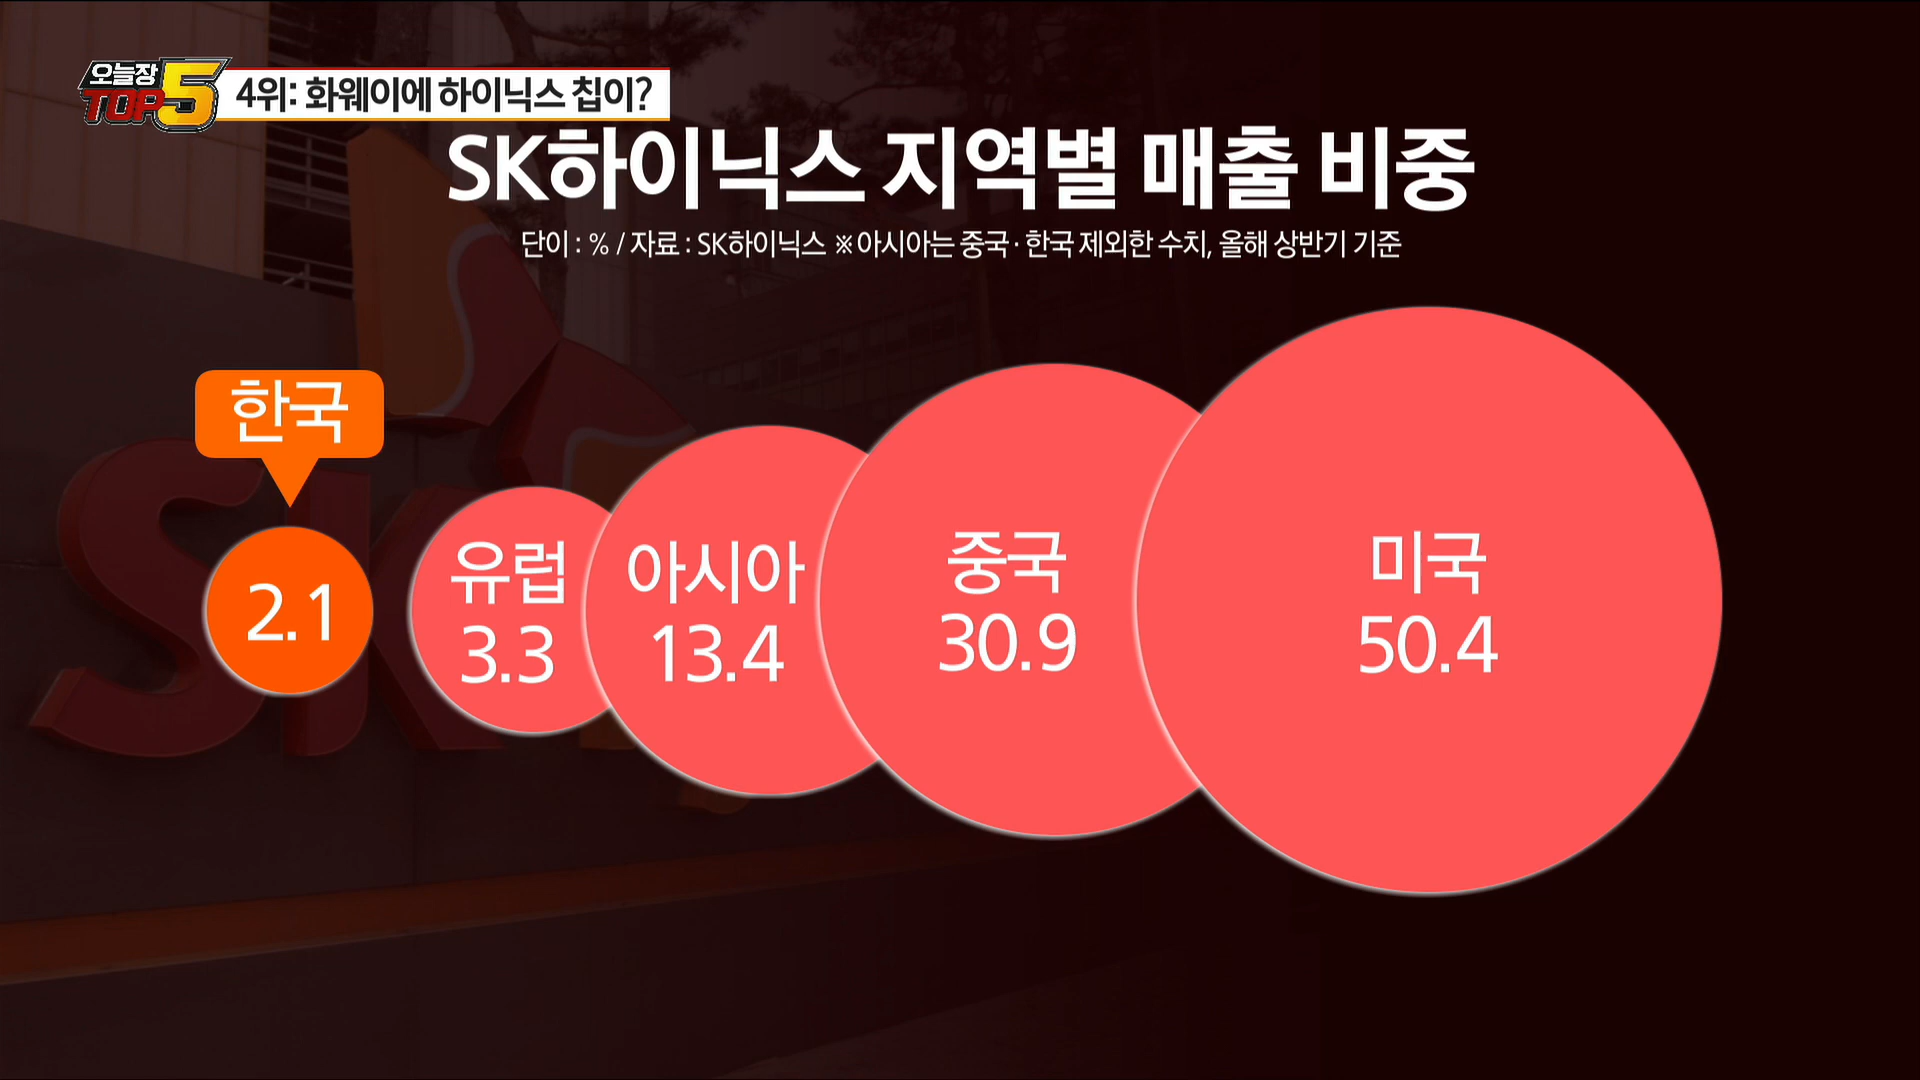 오늘장
TOP5
4위: 화웨이에 하이닉스 칩이?
SK하이닉스 지역별 매출 비중
단이 : % / 자료 : SK하이닉스 ※아시아는 중국·한국 제외한 수치, 올해 상반기 기준
한국
2.1
유럽
3.3
아시아
13.4
중국
30.9
미국
50.4
SK